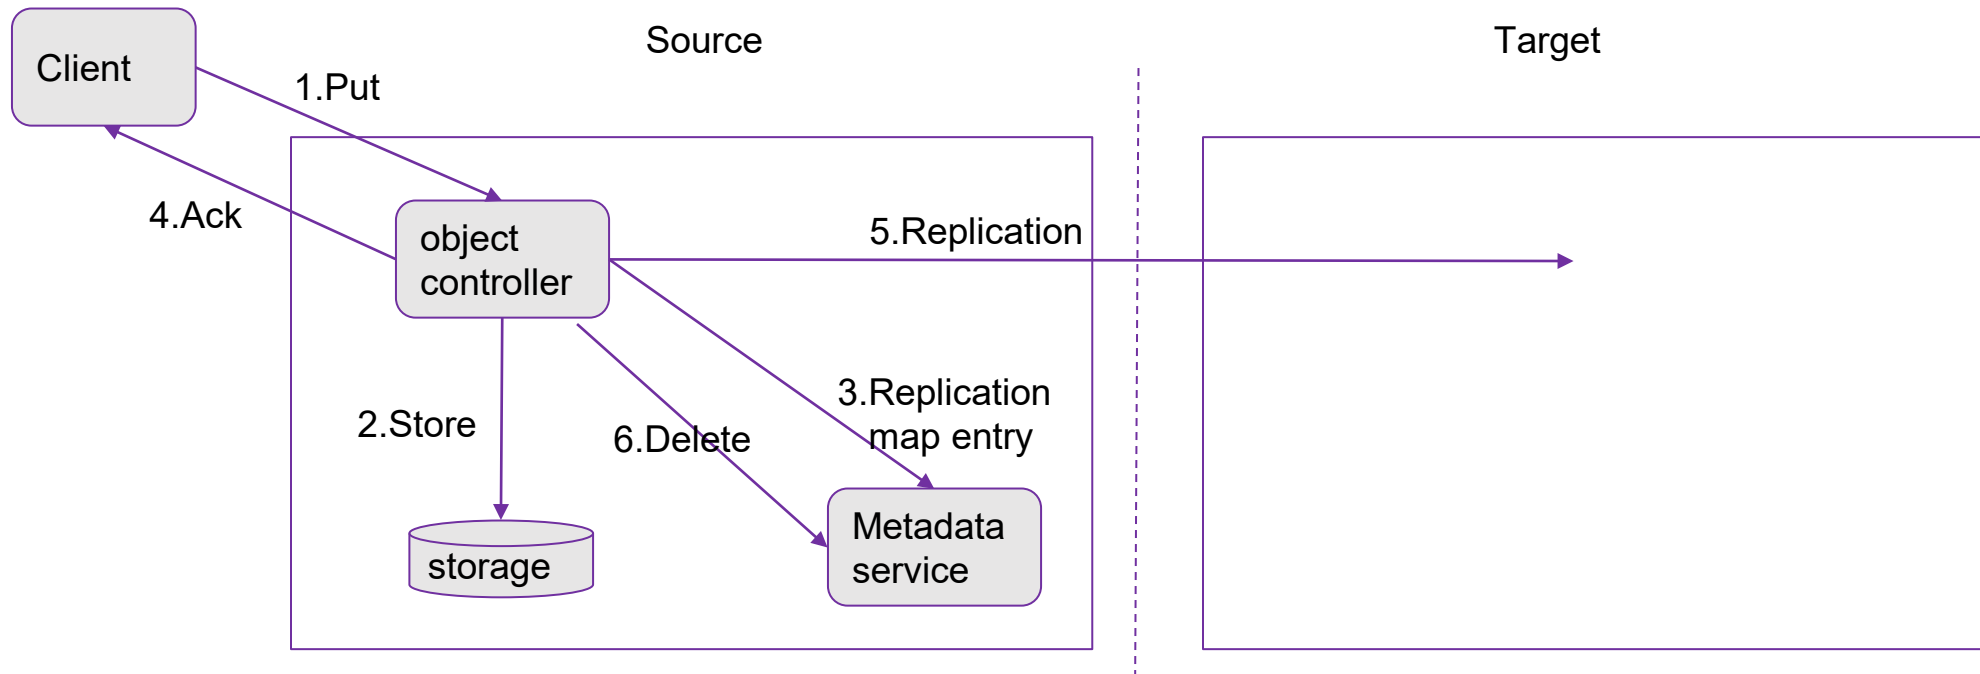 Client
Source
Target
1.Put
4.Ack
object
controller
5.Replication
2.Store
6.Delete
3.Replication
map entry
storage
Metadata
service